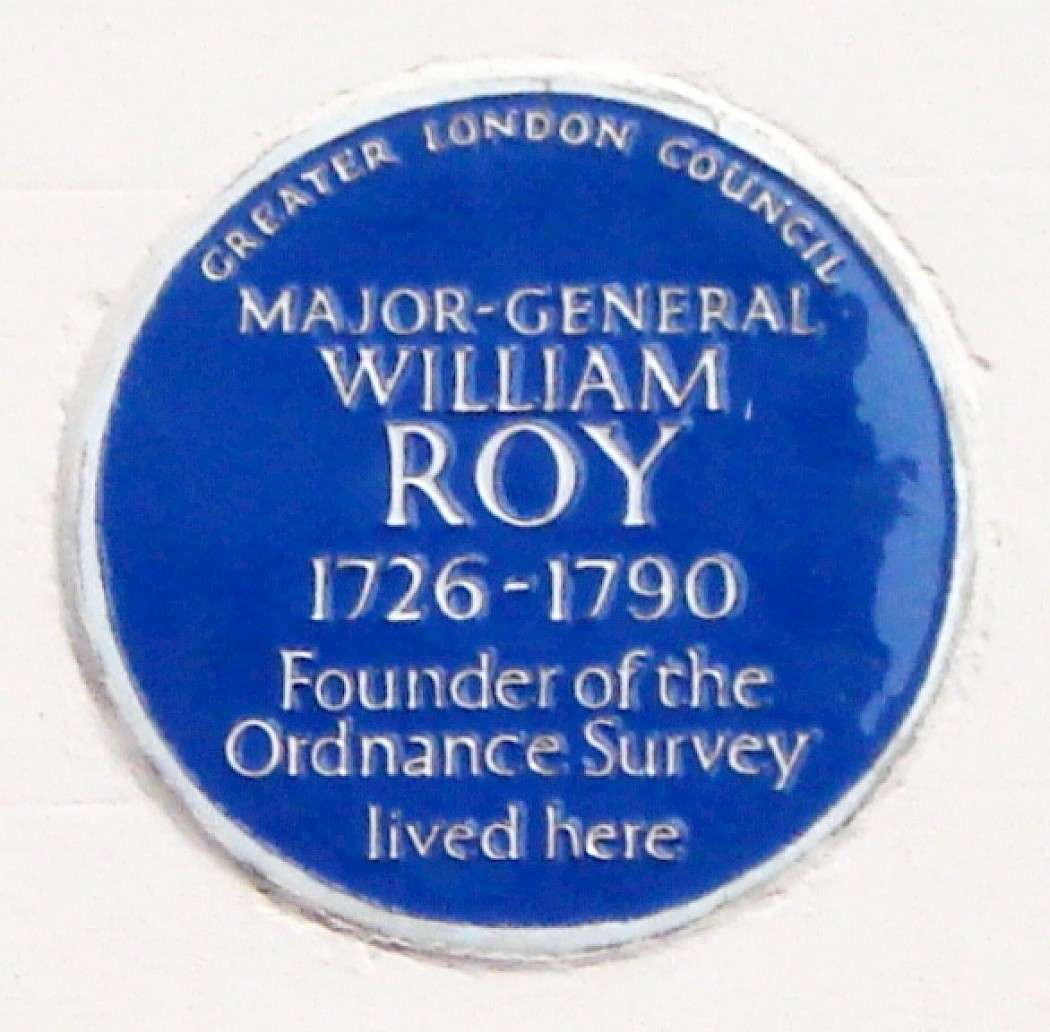 GREATER LONDON COUNCIL
MAJOR-GENERAL
WILLIAM
ROY
1726-1790
Founder of the
Ordnance Survey
lived here